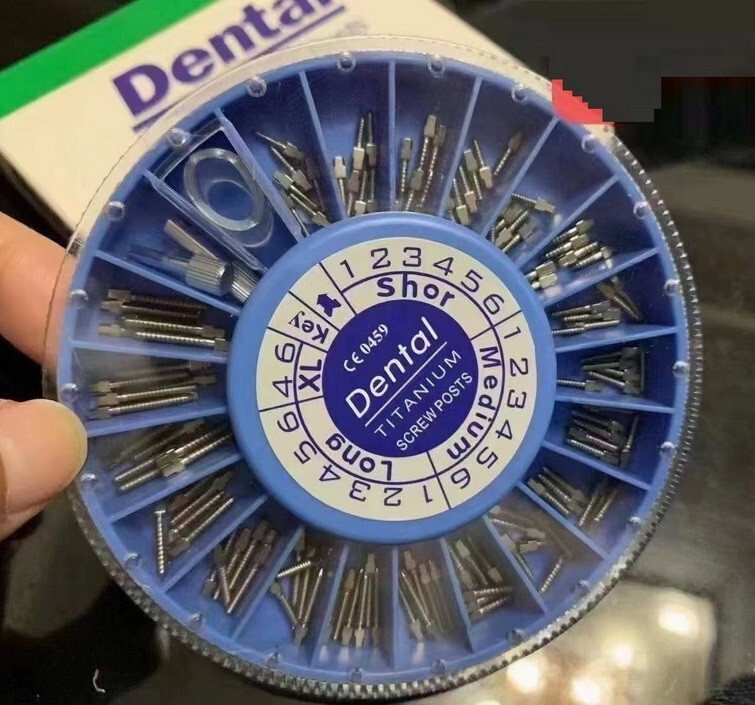 Dental
1 2 3 4 5 6
Shor
1 2 3 4 5 6
Medium
1 2 3 4 5 6
Long
4 6
XL
Key
CE 0459
Dental
TITANIUM
SCREW POSTS